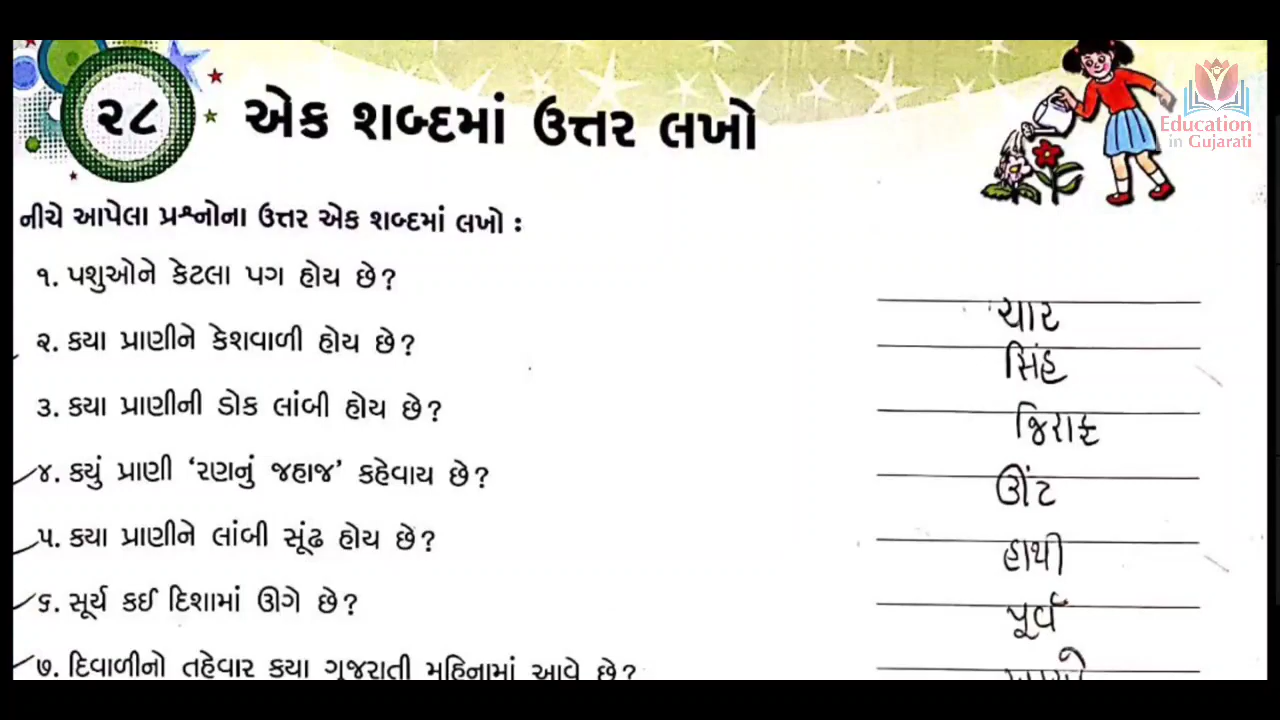 ૨૮ એક શબ્દમાં ઉત્તર લખો
Education
in Gujarati
નીચે આપેલા પ્રશ્નોના ઉત્તર એક શબ્દમાં લખો :
૧. પશુઓને કેટલા પગ હોય છે?
ચાર
૨. કયા પ્રાણીને કેશવાળી હોય છે?
સિંહ
૩. કયા પ્રાણીની ડોક લાંબી હોય છે?
જિરાફ
૪. કયું પ્રાણી ‘રણનું જહાજ’ કહેવાય છે?
ઊંટ
૫. કયા પ્રાણીને લાંબી સૂંઢ હોય છે?
હાથી
૬. સૂર્ય કઈ દિશામાં ઊગે છે?
પૂર્વ
૭. દિવાળીનો તહેવાર કયા ગુજરાતી મહિનામાં આવે છે?